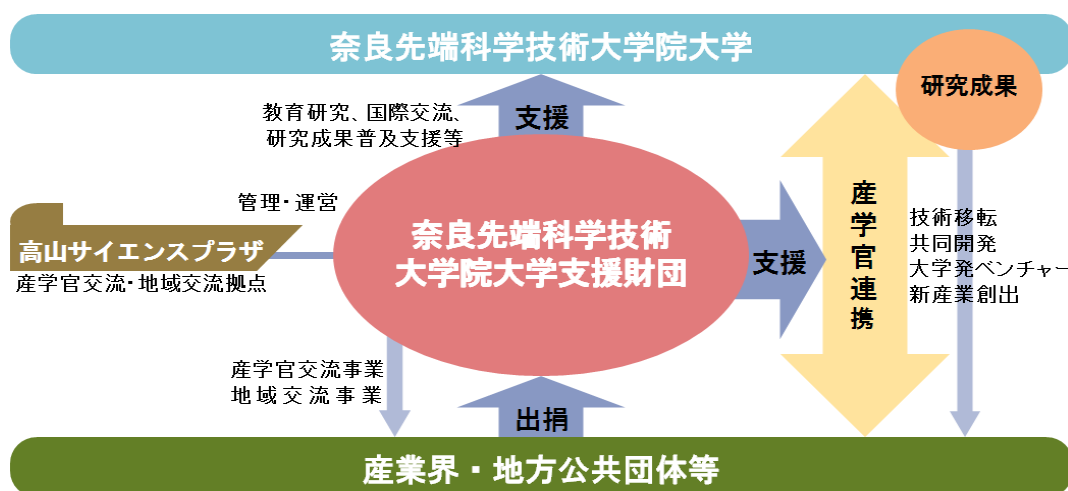 奈良先端科学技術大学院大学
研究成果
教育研究、国際交流、
研究成果普及支援等
支援
管理・運営
高山サイエンスプラザ
産学官交流・地域交流拠点
奈良先端科学技術
大学院大学支援財団
支援
産学官連携
技術移転
共同開発
大学発ベンチャー
新産業創出
産学官交流事業
地域交流事業
出捐
産業界・地方公共団体等